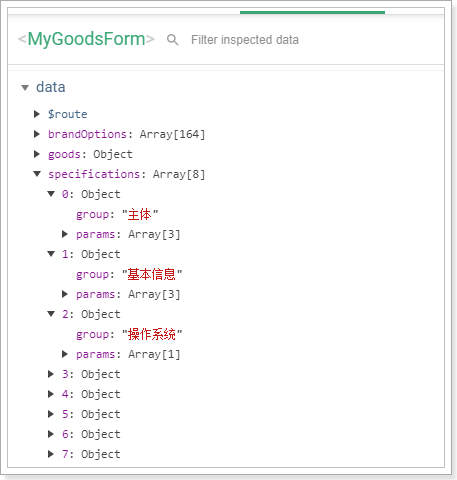 <MyGoodsForm> Filter inspected data
data
$route
brandOptions: Array[164]
goods: Object
specifications: Array[8]
0: Object
group: "主体"
params: Array[3]
1: Object
group: "基本信息"
params: Array[3]
2: Object
group: "操作系统"
params: Array[1]
3: Object
4: Object
5: Object
6: Object
7: Object